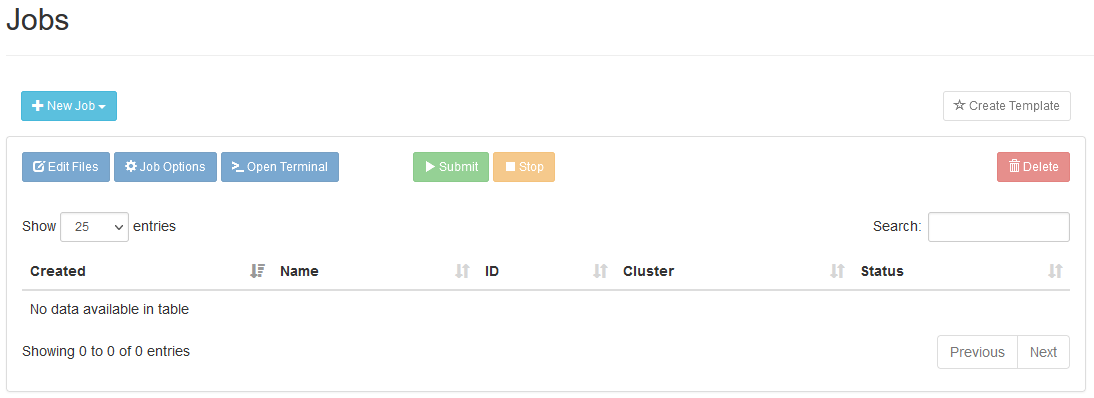 Jobs
New Job
Create Template
Edit Files Job Options Open Terminal Submit Stop Delete
Show 25 entries Search:
Created Name ID Cluster Status
No data available in table
Showing 0 to 0 of 0 entries
Previous Next